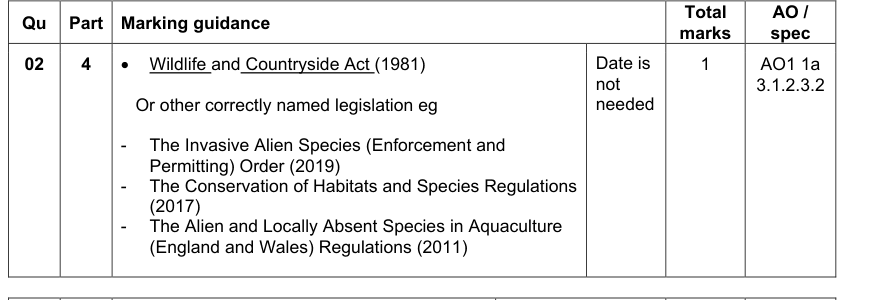 Qu Part Marking guidance Total marks AO / spec
02 4 • Wildlife and Countryside Act (1981) Date is not needed 1 AO1 1a 3.1.2.3.2
Or other correctly named legislation eg
- The Invasive Alien Species (Enforcement and
Permitting) Order (2019)
- The Conservation of Habitats and Species Regulations
(2017)
- The Alien and Locally Absent Species in Aquaculture
(England and Wales) Regulations (2011)